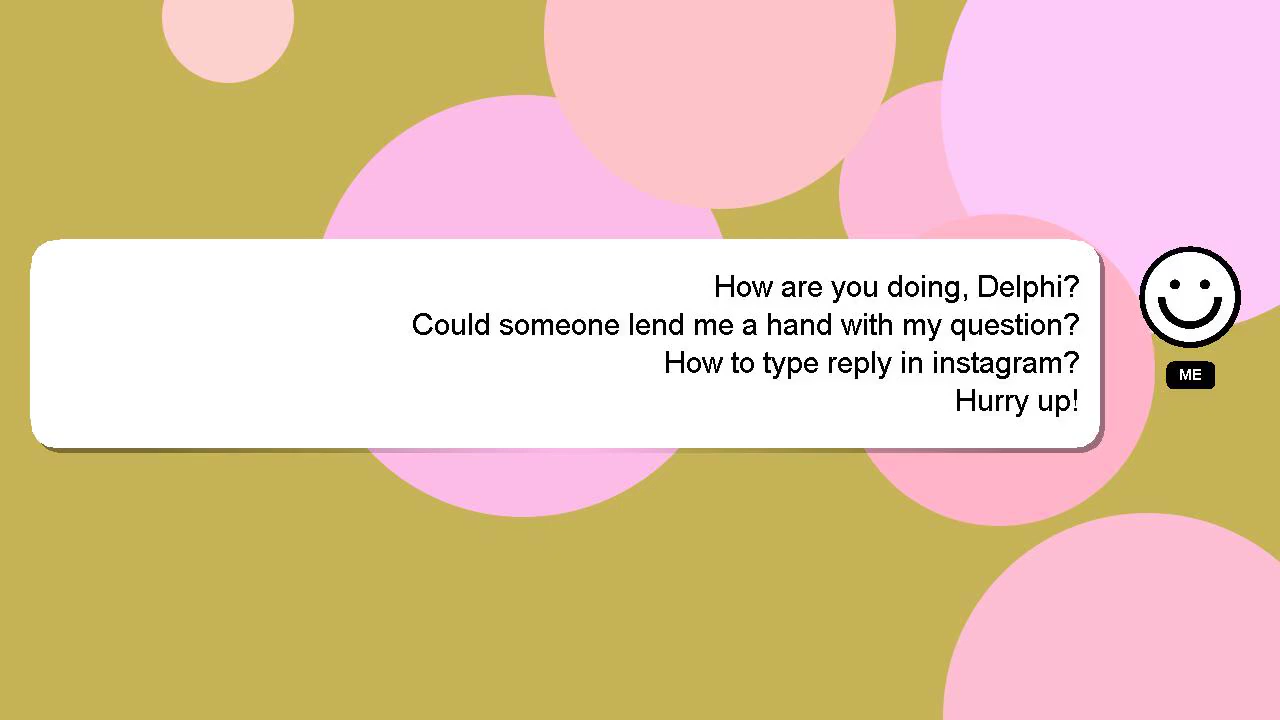 How are you doing, Delphi?
Could someone lend me a hand with my question?
How to type reply in instagram?
Hurry up!
ME